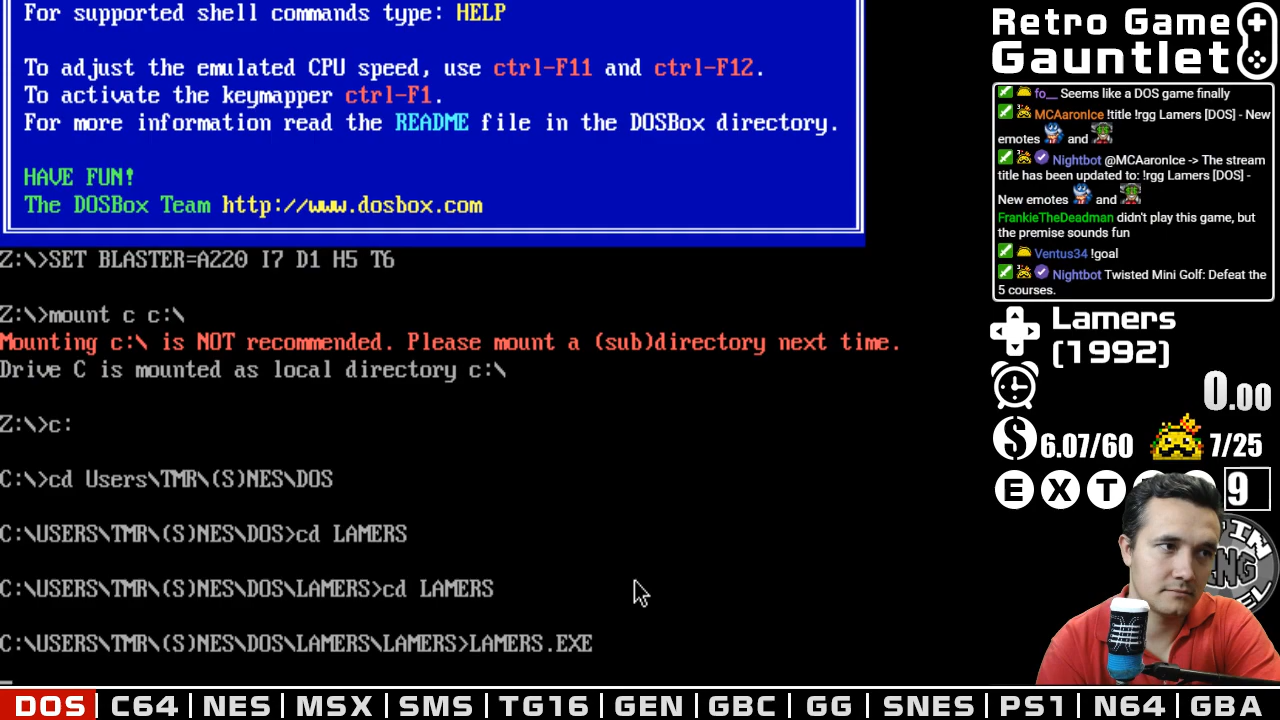 For supported shell commands type: HELP
To adjust the emulated CPU speed, use ctrl-F11 and ctrl-F12.
To activate the keymapper ctrl-F1.
For more information read the README file in the DOSBox directory.
HAVE FUN!
The DOSBox Team http://www.dosbox.com
Z:\>SET BLASTER=A220 I7 D1 H5 T6
Z:\>mount c c:\
Mounting c:\ is NOT recommended. Please mount a (sub)directory next time.
Drive C is mounted as local directory c:\
Z:\>c:
C:\>cd Users\TMR\(S)NES\DOS
C:\USERS\TMR\(S)NES\DOS>cd LAMERS
C:\USERS\TMR\(S)NES\DOS\LAMERS>cd LAMERS
C:\USERS\TMR\(S)NES\DOS\LAMERS\LAMERS>LAMERS.EXE
Retro Game
Gauntlet
fo__ Seems like a DOS game finally
MCAaronIce !title !rgg Lamers [DOS] - New
emotes and
Nightbot @MCAaronIce -> The stream
title has been updated to: !rgg Lamers [DOS] -
New emotes and
FrankieTheDeadman didn't play this game, but
the premise sounds fun
Ventus34 !goal
Nightbot Twisted Mini Golf: Defeat the
5 courses.
Lamers
(1992)
0.00
$ 6.07/60 7/25
E X T 9
DOS | C64 | NES | MSX | SMS | TG16 | GEN | GBC | GG | SNES | PS1 | N64 | GBA